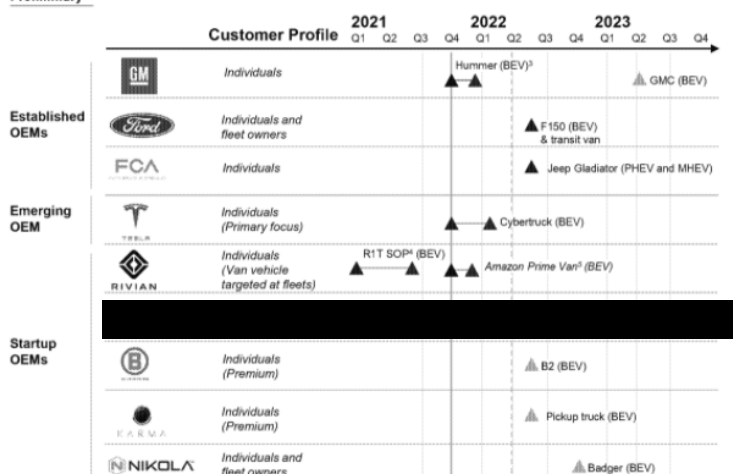 Preliminary
2021 2022 2023
Customer Profile Q1 Q2 Q3 Q4 Q1 Q2 Q3 Q4 Q1 Q2 Q3 Q4
Established
OEMs
GM
Individuals
Hummer (BEV)³
GMC (BEV)
Ford
Individuals and
fleet owners
F150 (BEV)
& transit van
FCA
Individuals
Jeep Gladiator (PHEV and MHEV)
Emerging
OEM
TESLA
Individuals
(Primary focus)
Cybertruck (BEV)
Startup
OEMs
RIVIAN
Individuals
(Van vehicle
targeted at fleets)
R1T SOP⁴ (BEV)
Amazon Prime Van⁵ (BEV)
B
Individuals
(Premium)
B2 (BEV)
KARMA
Individuals
(Premium)
Pickup truck (BEV)
NIKOLA
Individuals and
fleet owners
Badger (BEV)